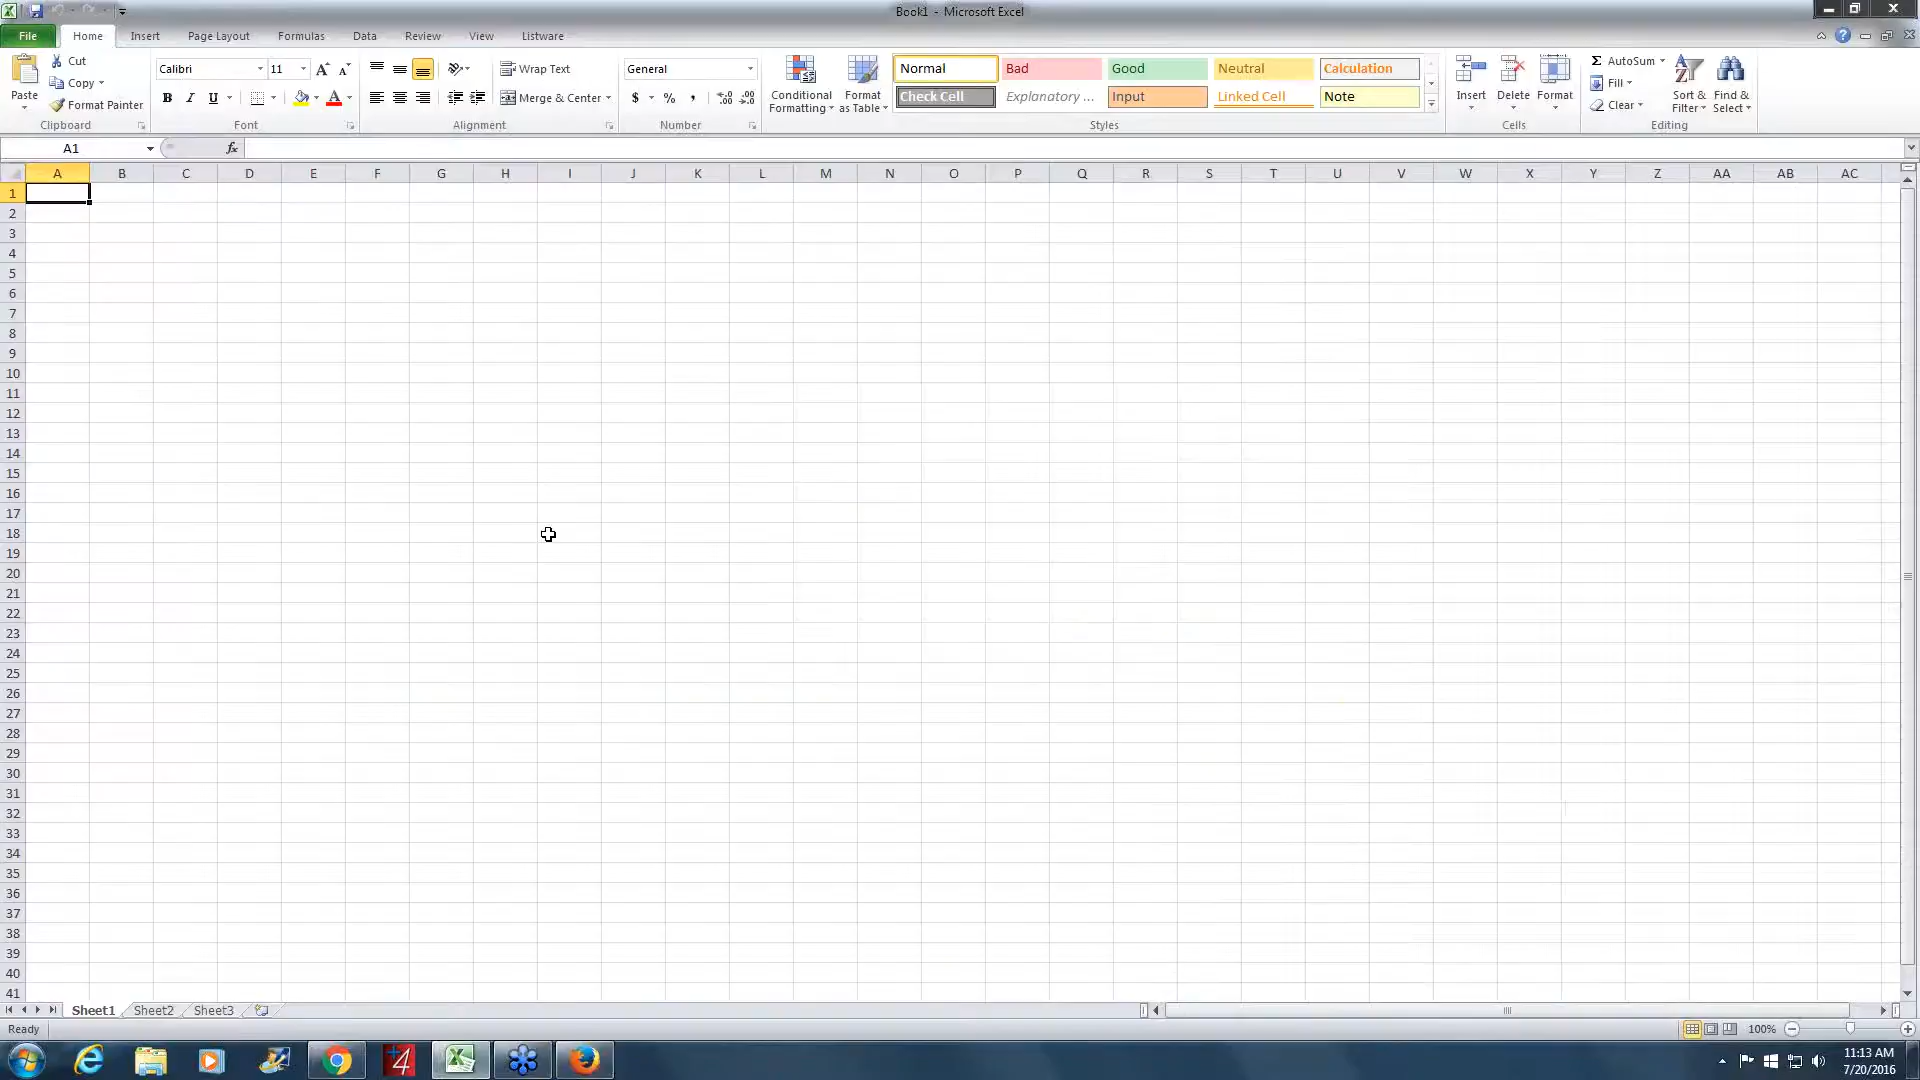 Book1 - Microsoft Excel
File Home Insert Page Layout Formulas Data Review View Listware
Paste
Cut
Copy
Format Painter
Clipboard
Calibri 11
B I U
Font
Wrap Text
Merge & Center
Alignment
General
$ % ,
Number
Conditional Formatting
Format as Table
Normal Bad Good Neutral Calculation
Check Cell Explanatory ... Input Linked Cell Note
Styles
Insert Delete Format
Cells
Σ AutoSum
Fill
Clear
Sort & Filter
Find & Select
Editing
A1 fx
A B C D E F G H I J K L M N O P Q R S T U V W X Y Z AA AB AC
1
2
3
4
5
6
7
8
9
10
11
12
13
14
15
16
17
18
19
20
21
22
23
24
25
26
27
28
29
30
31
32
33
34
35
36
37
38
39
40
41
Sheet1 Sheet2 Sheet3
Ready 100%
11:13 AM
7/20/2016